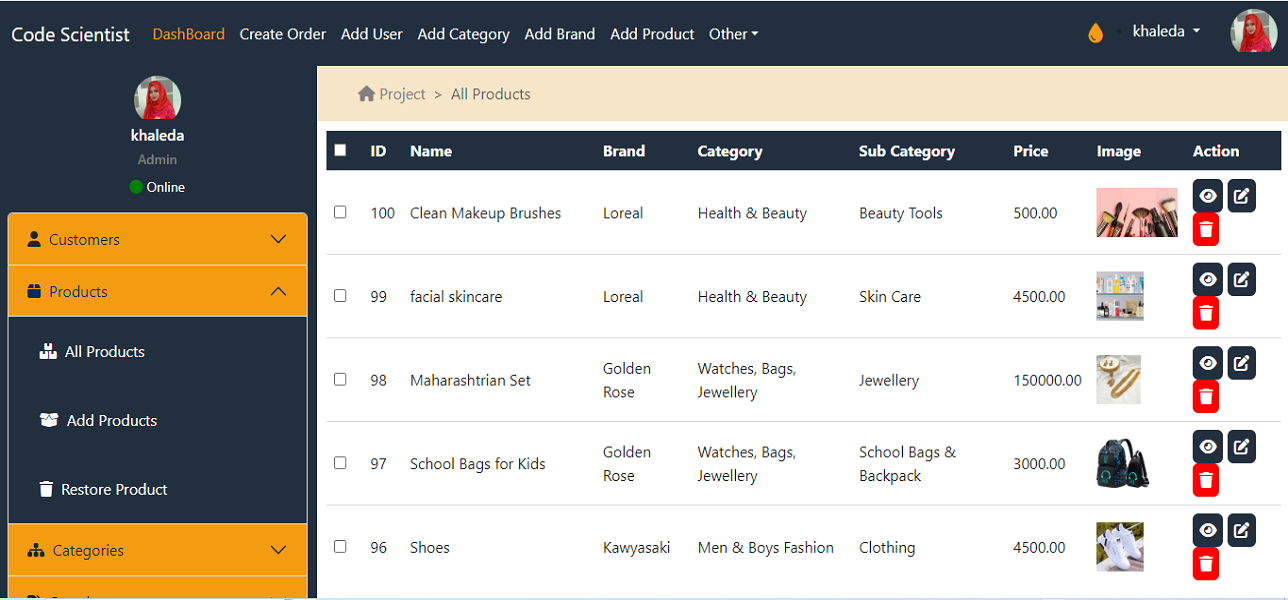 Code Scientist DashBoard Create Order Add User Add Category Add Brand Add Product Other khaleda
khaleda
Admin
Online
Customers
Products
All Products
Add Products
Restore Product
Categories
Project > All Products
ID Name Brand Category Sub Category Price Image Action
100 Clean Makeup Brushes Loreal Health & Beauty Beauty Tools 500.00
99 facial skincare Loreal Health & Beauty Skin Care 4500.00
98 Maharashtrian Set Golden Rose Watches, Bags, Jewellery Jewellery 150000.00
97 School Bags for Kids Golden Rose Watches, Bags, Jewellery School Bags & Backpack 3000.00
96 Shoes Kawyasaki Men & Boys Fashion Clothing 4500.00